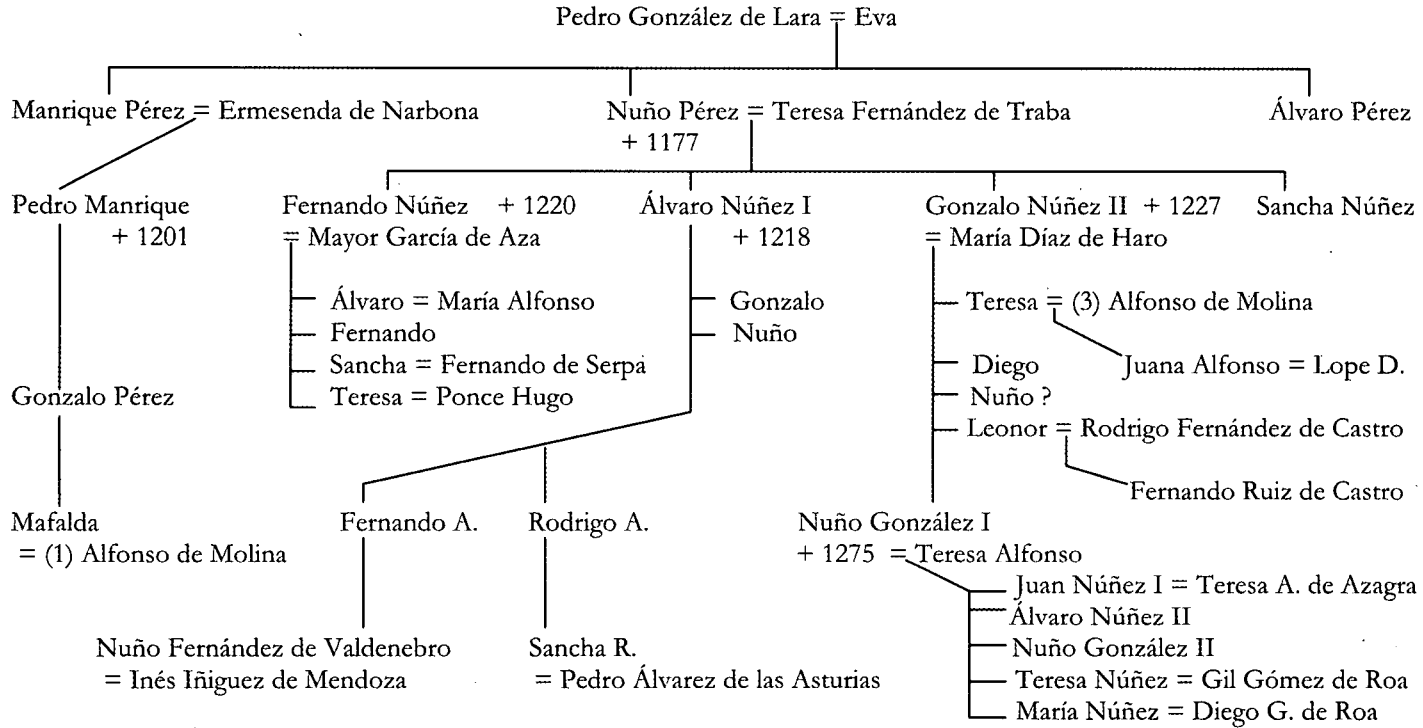 Pedro González de Lara = Eva
Manrique Pérez = Ermesenda de Narbona
Nuño Pérez = Teresa Fernández de Traba
+ 1177
Álvaro Pérez
Pedro Manrique
+ 1201
Fernando Núñez + 1220
= Mayor García de Aza
Álvaro Núñez I
+ 1218
Gonzalo Núñez II + 1227
= María Díaz de Haro
Sancha Núñez
Álvaro = María Alfonso
Fernando
Sancha = Fernando de Serpa
Teresa = Ponce Hugo
Gonzalo
Nuño
Teresa = (3) Alfonso de Molina
Juana Alfonso = Lope D.
Diego
Nuño ?
Leonor = Rodrigo Fernández de Castro
Fernando Ruiz de Castro
Gonzalo Pérez
Mafalda
= (1) Alfonso de Molina
Fernando A.
Rodrigo A.
Nuño González I
+ 1275 = Teresa Alfonso
Nuño Fernández de Valdenebro
= Inés Iñiguez de Mendoza
Sancha R.
= Pedro Álvarez de las Asturias
Juan Núñez I = Teresa A. de Azagra
Álvaro Núñez II
Nuño González II
Teresa Núñez = Gil Gómez de Roa
María Núñez = Diego G. de Roa